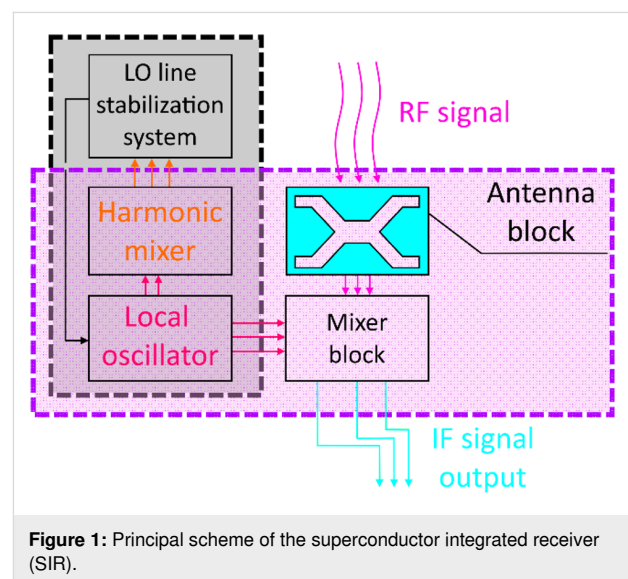 LO line
stabilization
system
RF signal
Harmonic
mixer
Antenna
block
Local
oscillator
Mixer
block
IF signal
output
Figure 1: Principal scheme of the superconductor integrated receiver
(SIR).